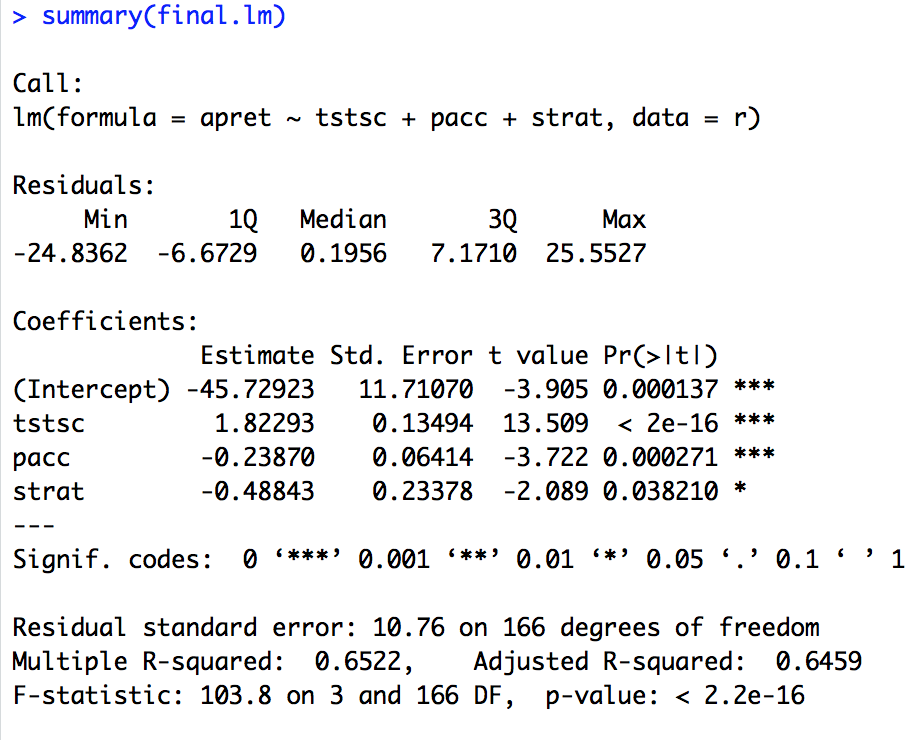 > summary(final.lm)
Call:
lm(formula = apret ~ tstsc + pacc + strat, data = r)
Residuals:
Min 1Q Median 3Q Max
-24.8362 -6.6729 0.1956 7.1710 25.5527
Coefficients:
Estimate Std. Error t value Pr(>|t|)
(Intercept) -45.72923 11.71070 -3.905 0.000137 ***
tstsc 1.82293 0.13494 13.509 < 2e-16 ***
pacc -0.23870 0.06414 -3.722 0.000271 ***
strat -0.48843 0.23378 -2.089 0.038210 *
---
Signif. codes: 0 ‘***’ 0.001 ‘**’ 0.01 ‘*’ 0.05 ‘.’ 0.1 ‘ ’ 1
Residual standard error: 10.76 on 166 degrees of freedom
Multiple R-squared: 0.6522, Adjusted R-squared: 0.6459
F-statistic: 103.8 on 3 and 166 DF, p-value: < 2.2e-16